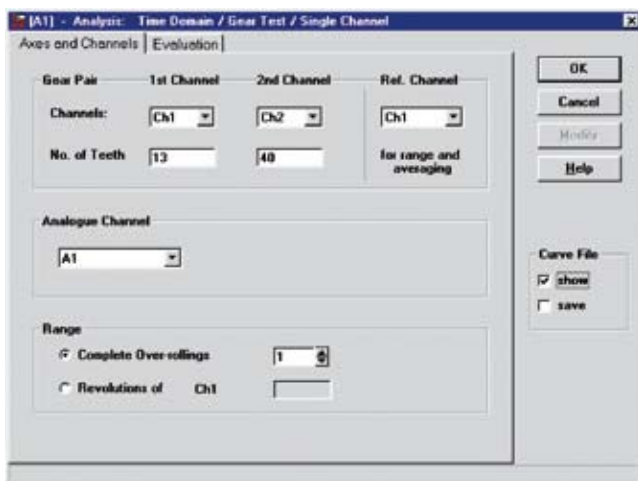 [A1] - Analysis: Time Domain / Gear Test / Single Channel
Axes and Channels Evaluation
Gear Pair 1st Channel 2nd Channel Ref. Channel
Channels: Ch1 Ch2 Ch1
No. of Teeth 13 40 for range and
averaging
Analogue Channel
A1
Range
Complete Over-rollings 1
Revolutions of Ch1
OK
Cancel
Help
Curve File
show
save